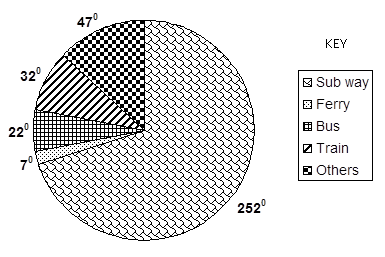 47⁰
KEY
32⁰
Sub way
Ferry
22⁰
Bus
Train
7⁰
Others
252⁰